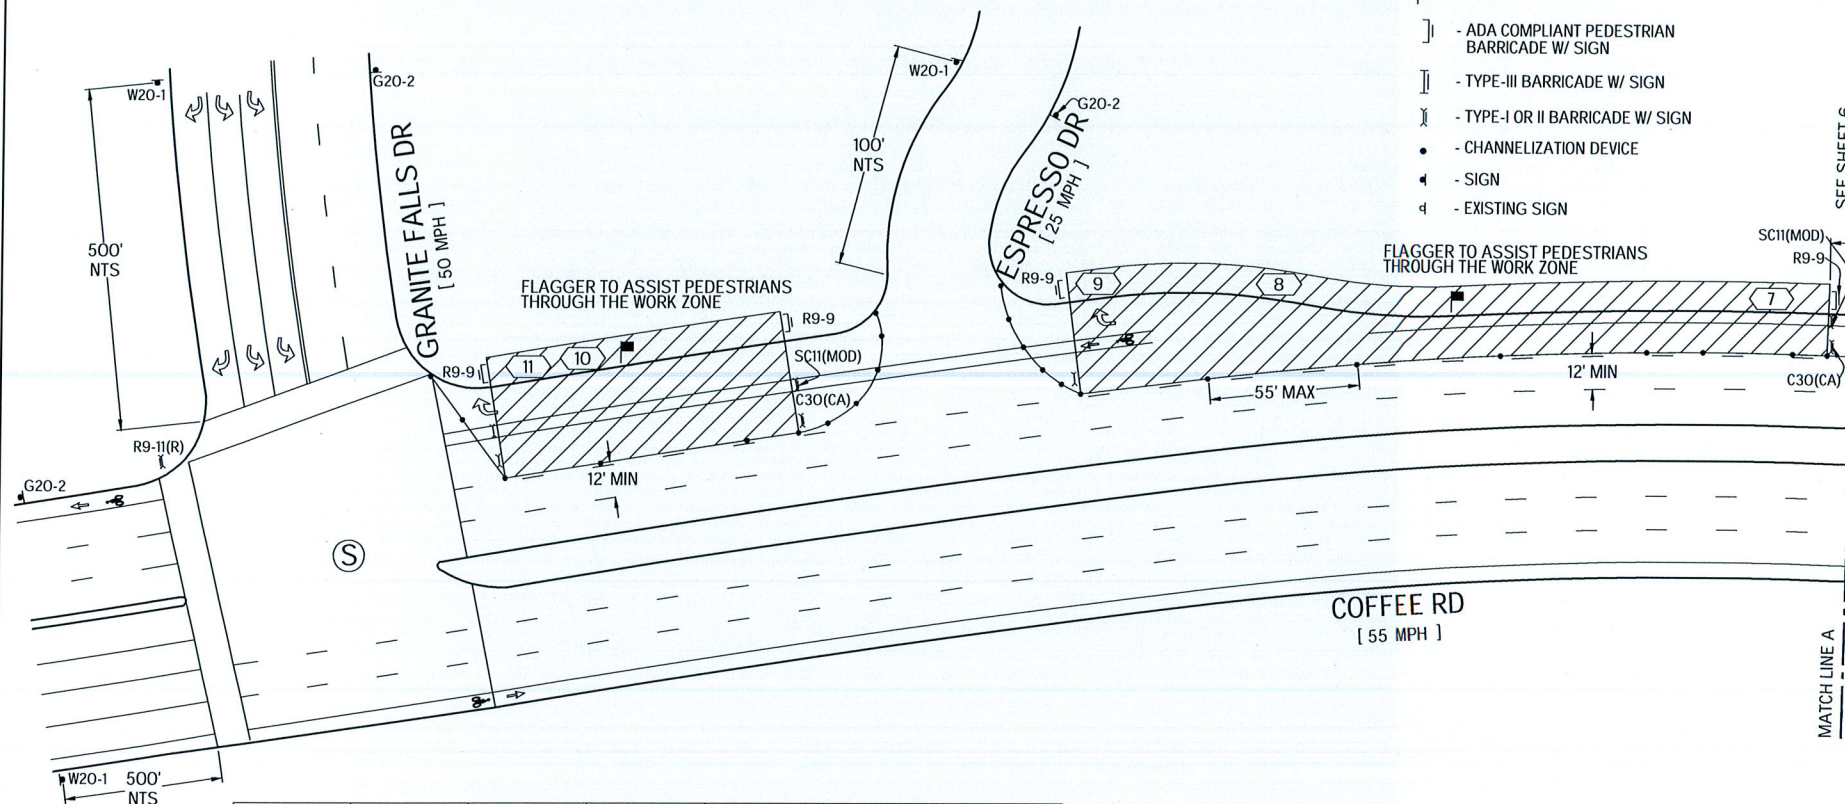 - ADA COMPLIANT PEDESTRIAN
BARRICADE W/ SIGN
- TYPE-III BARRICADE W/ SIGN
- TYPE-I OR II BARRICADE W/ SIGN
- CHANNELIZATION DEVICE
- SIGN
- EXISTING SIGN
W20-1
G20-2
500'
NTS
GRANITE FALLS DR
[ 50 MPH ]
W20-1
100'
NTS
G20-2
ESPRESSO DR
[ 25 MPH ]
FLAGGER TO ASSIST PEDESTRIANS
THROUGH THE WORK ZONE
FLAGGER TO ASSIST PEDESTRIANS
THROUGH THE WORK ZONE
SC11(MOD)
R9-9
R9-9
9
8
7
R9-9
R9-9
11
10
SC11(MOD)
C30(CA)
12' MIN
55' MAX
12' MIN
C30(CA)
R9-11(R)
G20-2
S
COFFEE RD
[ 55 MPH ]
W20-1
500'
NTS
SEE SHEET
MATCH LINE A